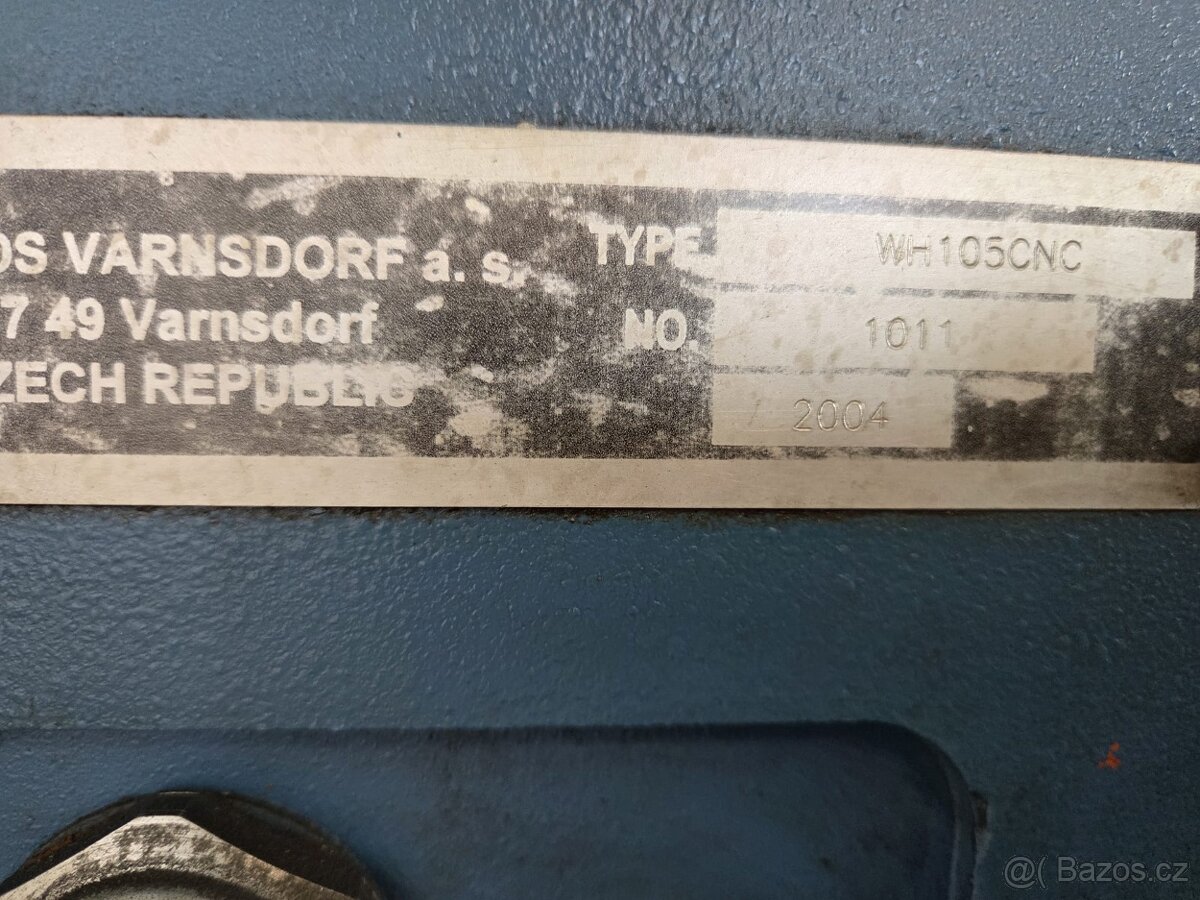 OS VARNSDORF a. s.
7 49 Varnsdorf
ZECH REPUBLIC
TYPE WH105CNC
NO. 1011
2004
@( Bazos.cz